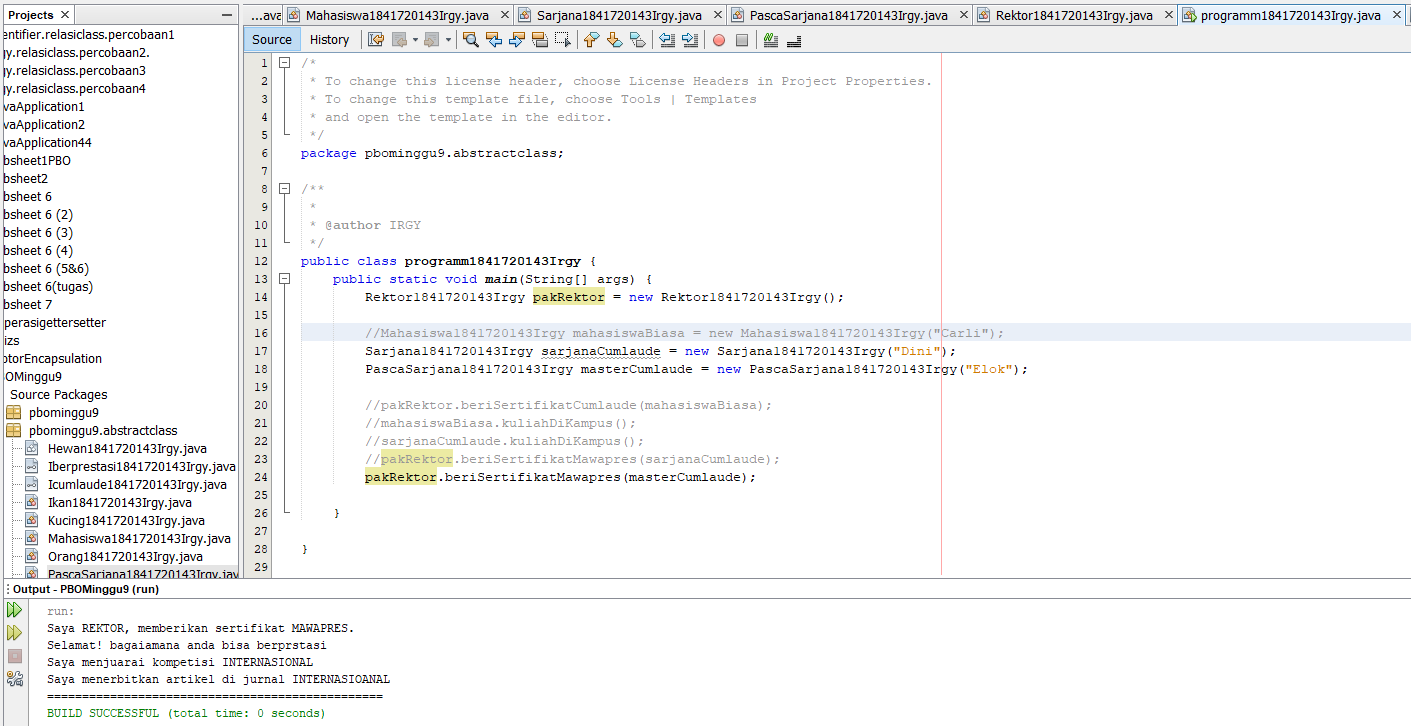 Projects
...ava
Mahasiswa1841720143Irgy.java
Sarjana1841720143Irgy.java
PascaSarjana1841720143Irgy.java
Rektor1841720143Irgy.java
programm1841720143Irgy.java
entifier.relasiclass.percobaan1
gy.relasiclass.percobaan2.
gy.relasiclass.percobaan3
gy.relasiclass.percobaan4
vaApplication1
vaApplication2
vaApplication44
bsheet1PBO
bsheet2
bsheet 6
bsheet 6 (2)
bsheet 6 (3)
bsheet 6 (4)
bsheet 6 (5&6)
bsheet 6(tugas)
bsheet 7
perasigettersetter
izs
otorEncapsulation
BOMinggu9
Source Packages
pbominggu9
pbominggu9.abstractclass
Hewan1841720143Irgy.java
Iberprestasi1841720143Irgy.java
Icumlaude1841720143Irgy.java
Ikan1841720143Irgy.java
Kucing1841720143Irgy.java
Mahasiswa1841720143Irgy.java
Orang1841720143Irgy.java
PascaSarjana1841720143Irgy.jav
Source History
1 /*
2 * To change this license header, choose License Headers in Project Properties.
3 * To change this template file, choose Tools | Templates
4 * and open the template in the editor.
5 */
6 package pbominggu9.abstractclass;
7
8 /**
9 *
10 * @author IRGY
11 */
12 public class programm1841720143Irgy {
13 public static void main(String[] args) {
14 Rektor1841720143Irgy pakRektor = new Rektor1841720143Irgy();
15
16 //Mahasiswa1841720143Irgy mahasiswaBiasa = new Mahasiswa1841720143Irgy("Carli");
17 Sarjana1841720143Irgy sarjanaCumlaude = new Sarjana1841720143Irgy("Dini");
18 PascaSarjana1841720143Irgy masterCumlaude = new PascaSarjana1841720143Irgy("Elok");
19
20 //pakRektor.beriSertifikatCumlaude(mahasiswaBiasa);
21 //mahasiswaBiasa.kuliahDiKampus();
22 //sarjanaCumlaude.kuliahDiKampus();
23 //pakRektor.beriSertifikatMawapres(sarjanaCumlaude);
24 pakRektor.beriSertifikatMawapres(masterCumlaude);
25
26 }
27
28 }
29
Output - PBOMinggu9 (run)
run:
Saya REKTOR, memberikan sertifikat MAWAPRES.
Selamat! bagaiamana anda bisa berprstasi
Saya menjuarai kompetisi INTERNASIONAL
Saya menerbitkan artikel di jurnal INTERNASIOANAL
================================================
BUILD SUCCESSFUL (total time: 0 seconds)